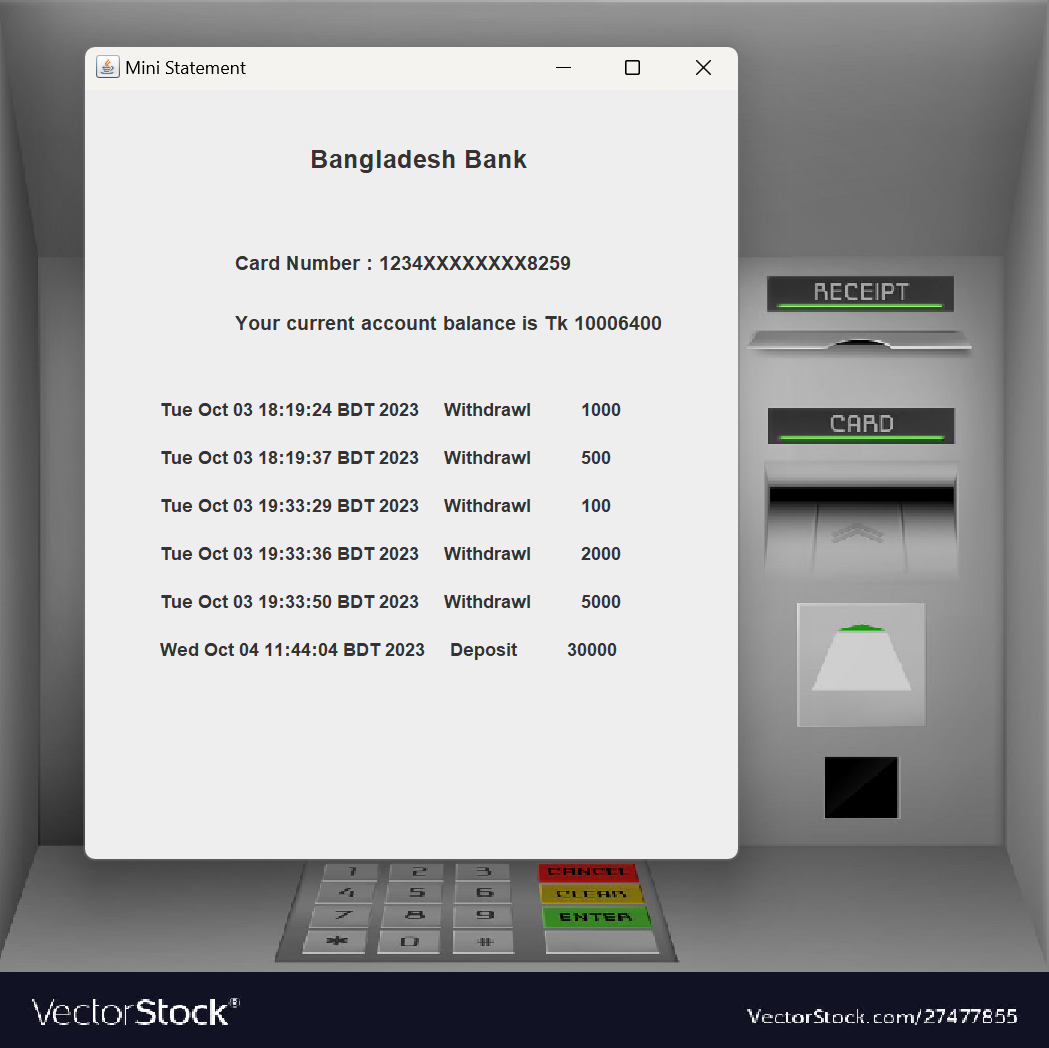 Mini Statement
Bangladesh Bank
Card Number : 1234XXXXXXXX8259
Your current account balance is Tk 10006400
Tue Oct 03 18:19:24 BDT 2023 Withdrawl 1000
Tue Oct 03 18:19:37 BDT 2023 Withdrawl 500
Tue Oct 03 19:33:29 BDT 2023 Withdrawl 100
Tue Oct 03 19:33:36 BDT 2023 Withdrawl 2000
Tue Oct 03 19:33:50 BDT 2023 Withdrawl 5000
Wed Oct 04 11:44:04 BDT 2023 Deposit 30000
RECEIPT
CARD
1 2 3 CANCEL
4 5 6 CLEAR
7 8 9 ENTER
* 0 #
VectorStock®
VectorStock.com/27477855